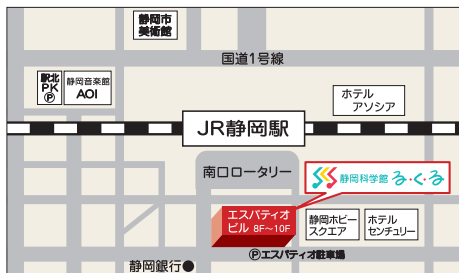 静岡市
美術館
国道1号線
駅北
PK
Ⓟ
静岡音楽館
AOI
ホテル
アソシア
JR静岡駅
南口ロータリー
静岡科学館 る・く・る
エスパティオ
ビル 8F～10F
静岡ホビー
スクエア
ホテル
センチュリー
Ⓟエスパティオ駐車場
静岡銀行●